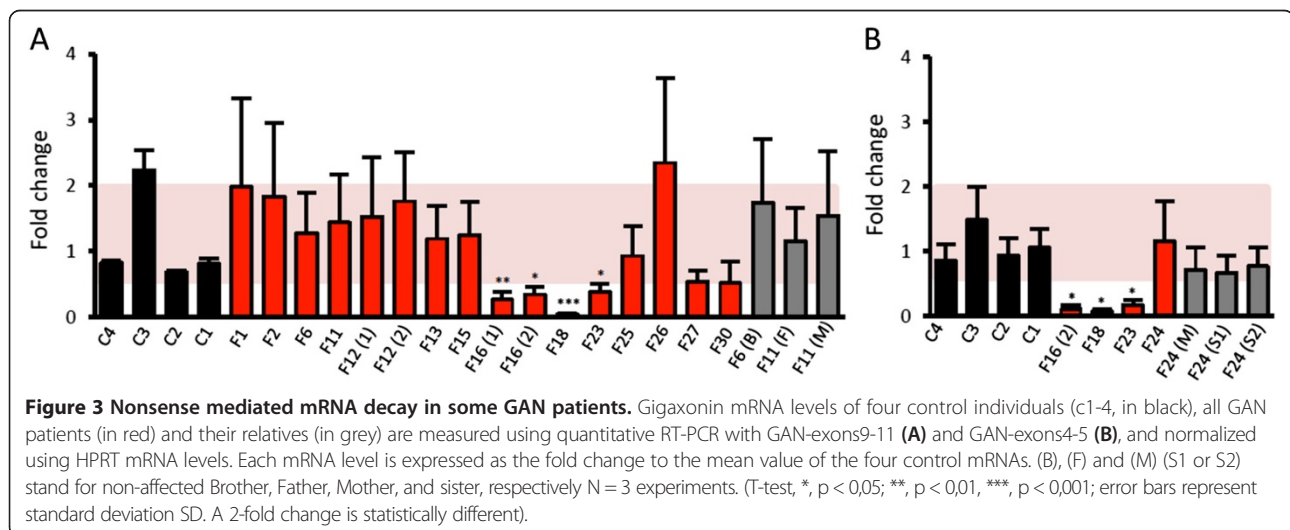 A
B
4
3
2
1
0
Fold change
** * *** *
C4 C3 C2 C1 F1 F2 F6 F11 F12 (1) F12 (2) F13 F15 F16 (1) F16 (2) F18 F23 F25 F26 F27 F30 F6 (B) F11 (F) F11 (M)
4
3
2
1
0
Fold change
* * *
C4 C3 C2 C1 F16 (2) F18 F23 F24 F24 (M) F24 (S1) F24 (S2)
Figure 3 Nonsense mediated mRNA decay in some GAN patients. Gigaxonin mRNA levels of four control individuals (c1-4, in black), all GAN
patients (in red) and their relatives (in grey) are measured using quantitative RT-PCR with GAN-exons9-11 (A) and GAN-exons4-5 (B), and normalized
using HPRT mRNA levels. Each mRNA level is expressed as the fold change to the mean value of the four control mRNAs. (B), (F) and (M) (S1 or S2)
stand for non-affected Brother, Father, Mother, and sister, respectively N = 3 experiments. (T-test, *, p < 0,05; **, p < 0,01, ***, p < 0,001; error bars represent
standard deviation SD. A 2-fold change is statistically different).